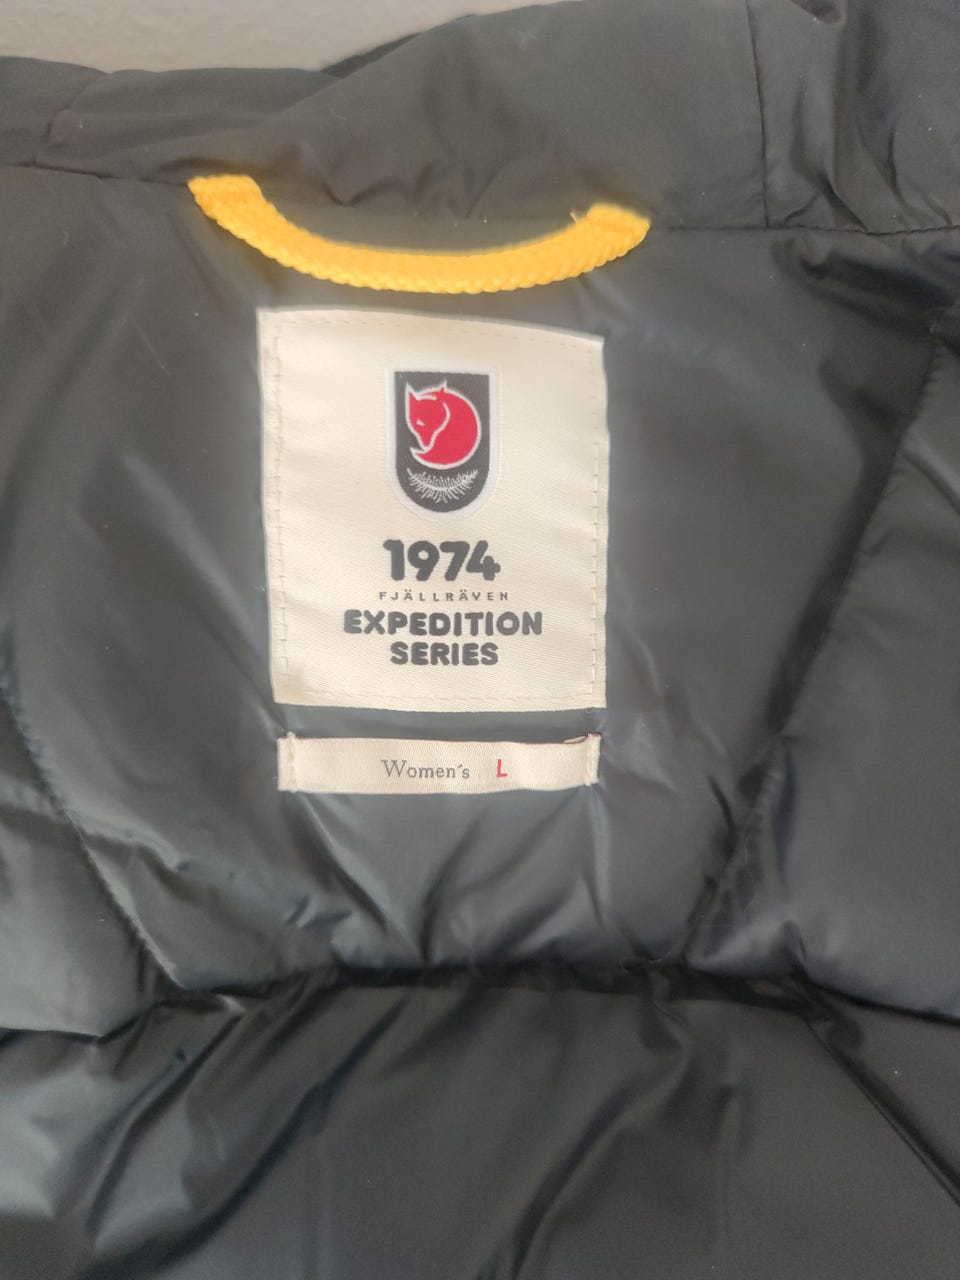 1974
FJÄLLRÄVEN
EXPEDITION
SERIES
Women's L